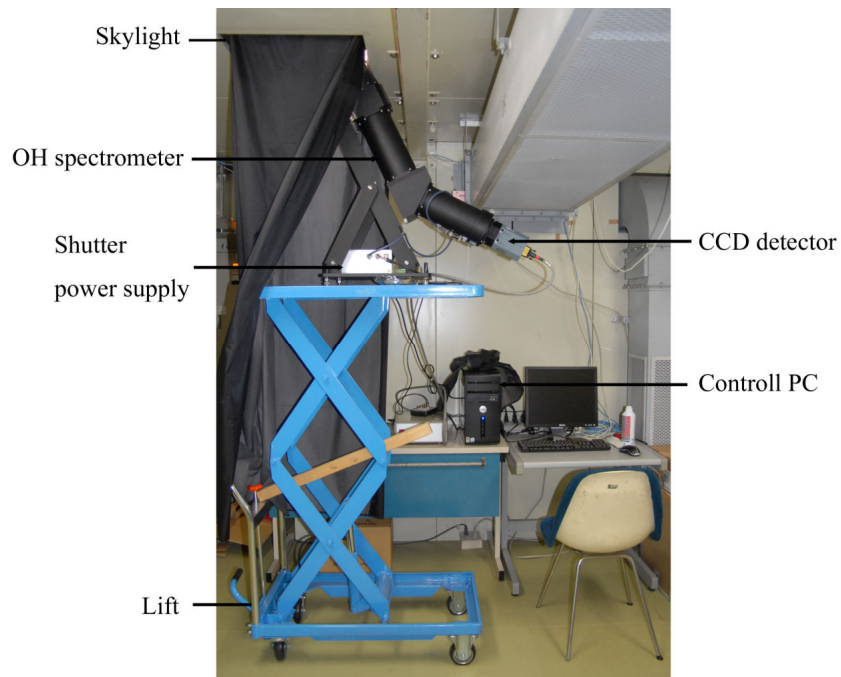 Skylight
OH spectrometer
Shutter
power supply
CCD detector
Controll PC
Lift